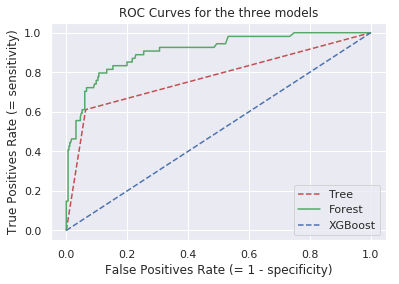 ROC Curves for the three models
True Positives Rate (= sensitivity)
1.0
0.8
0.6
0.4
0.2
0.0
Tree
Forest
XGBoost
0.0 0.2 0.4 0.6 0.8 1.0
False Positives Rate (= 1 - specificity)